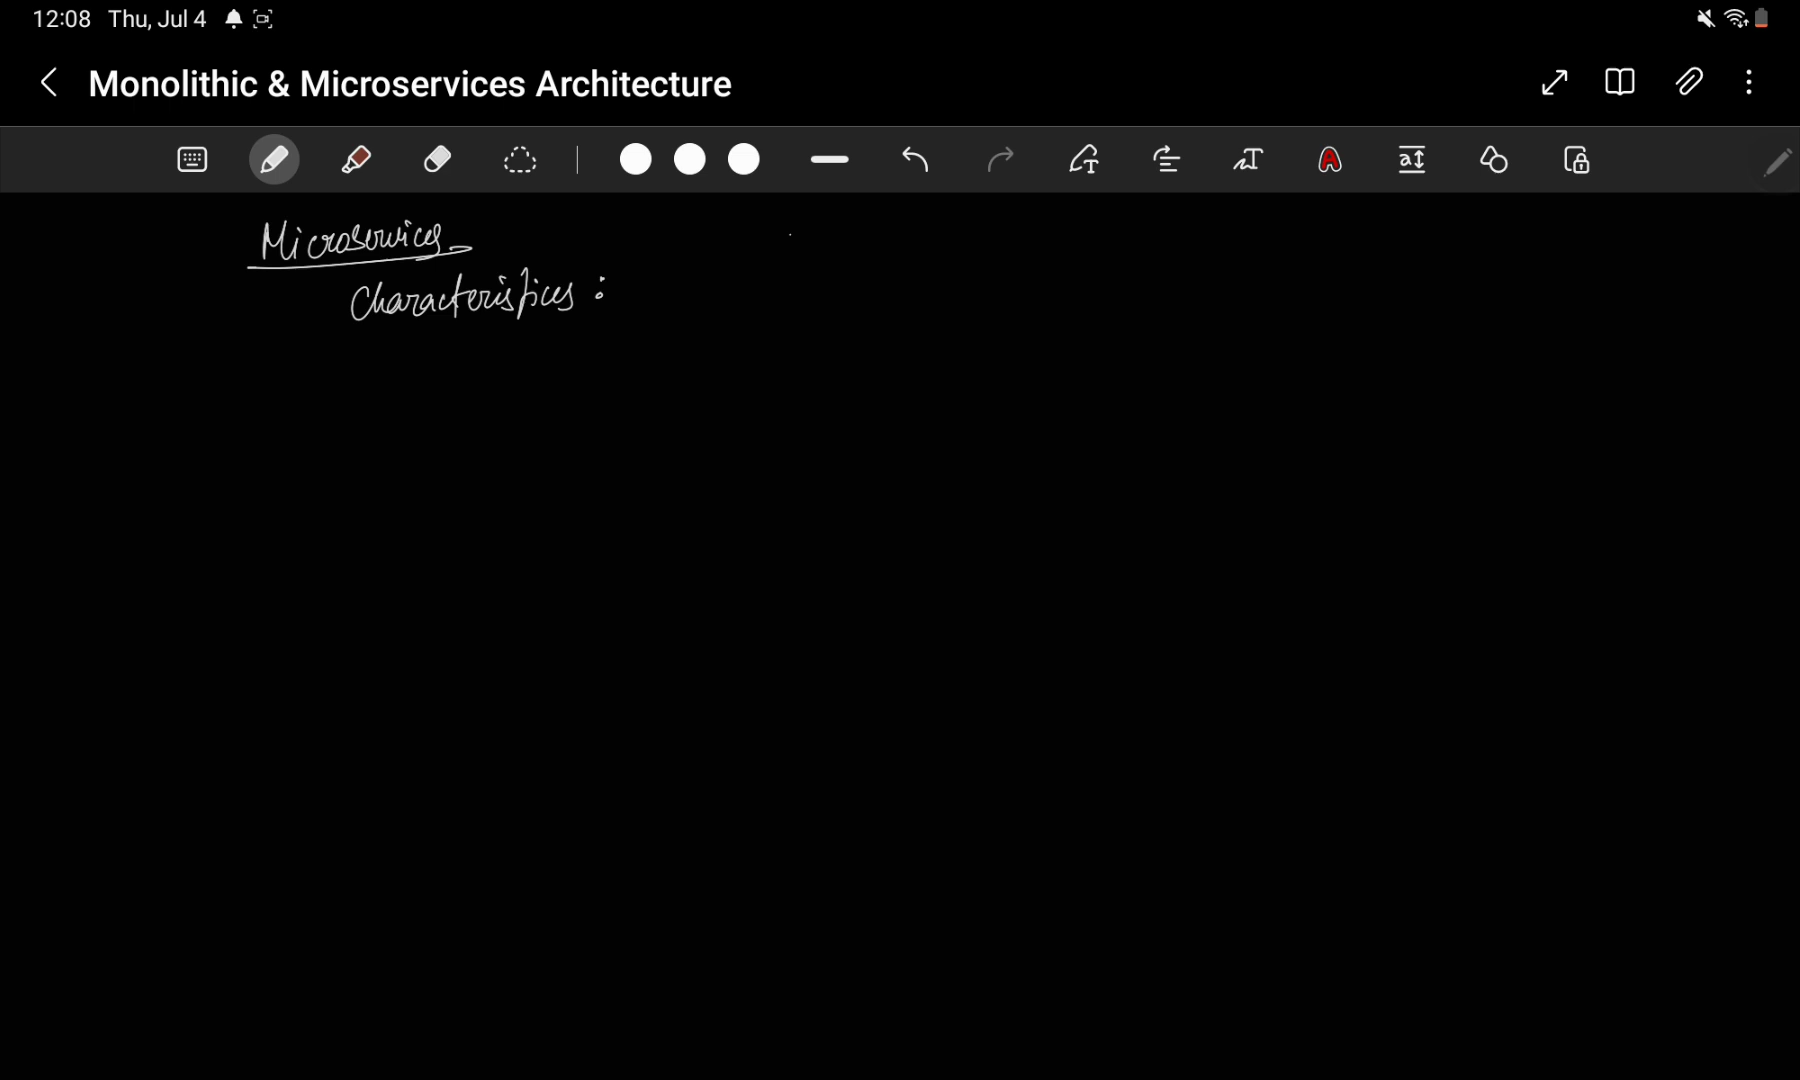 12:08 Thu, Jul 4
Monolithic & Microservices Architecture
Microservices
Characteristics :